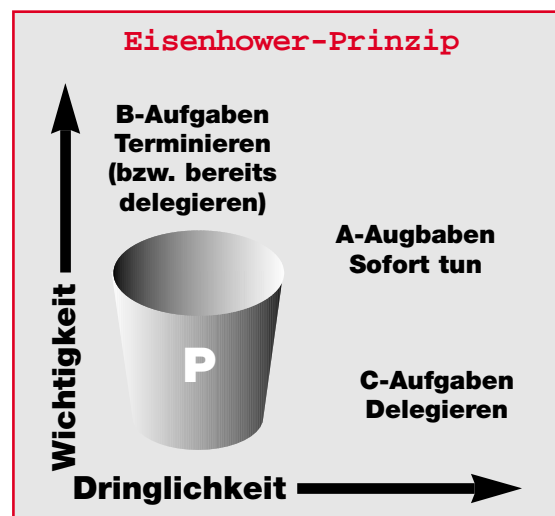 Eisenhower-Prinzip
B-Aufgaben
Terminieren
(bzw. bereits
delegieren)
A-Augbaben
Sofort tun
Wichtigkeit
P
C-Aufgaben
Delegieren
Dringlichkeit